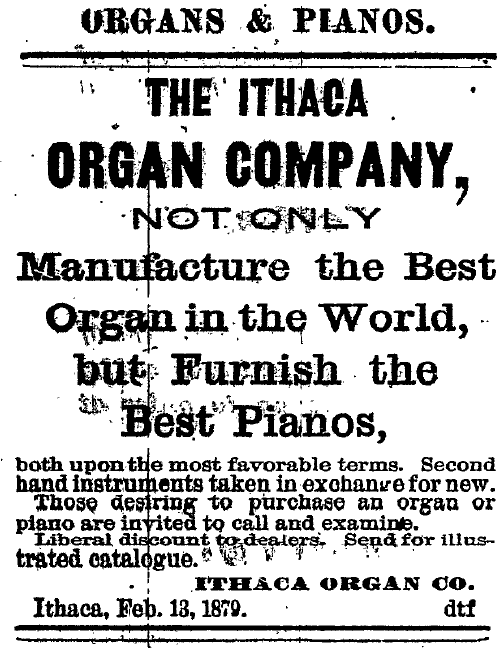 ORGANS & PIANOS.
THE ITHACA
ORGAN COMPANY,
NOT ONLY
Manufacture the Best
Organ in the World,
but Furnish the
Best Pianos,
both upon the most favorable terms. Second
hand instruments taken in exchange for new.
Those desiring to purchase an organ or
piano are invited to call and examine.
Liberal discount to dealers. Send for illus-
trated catalogue.
ITHACA ORGAN CO.
Ithaca, Feb. 13, 1879. dtf